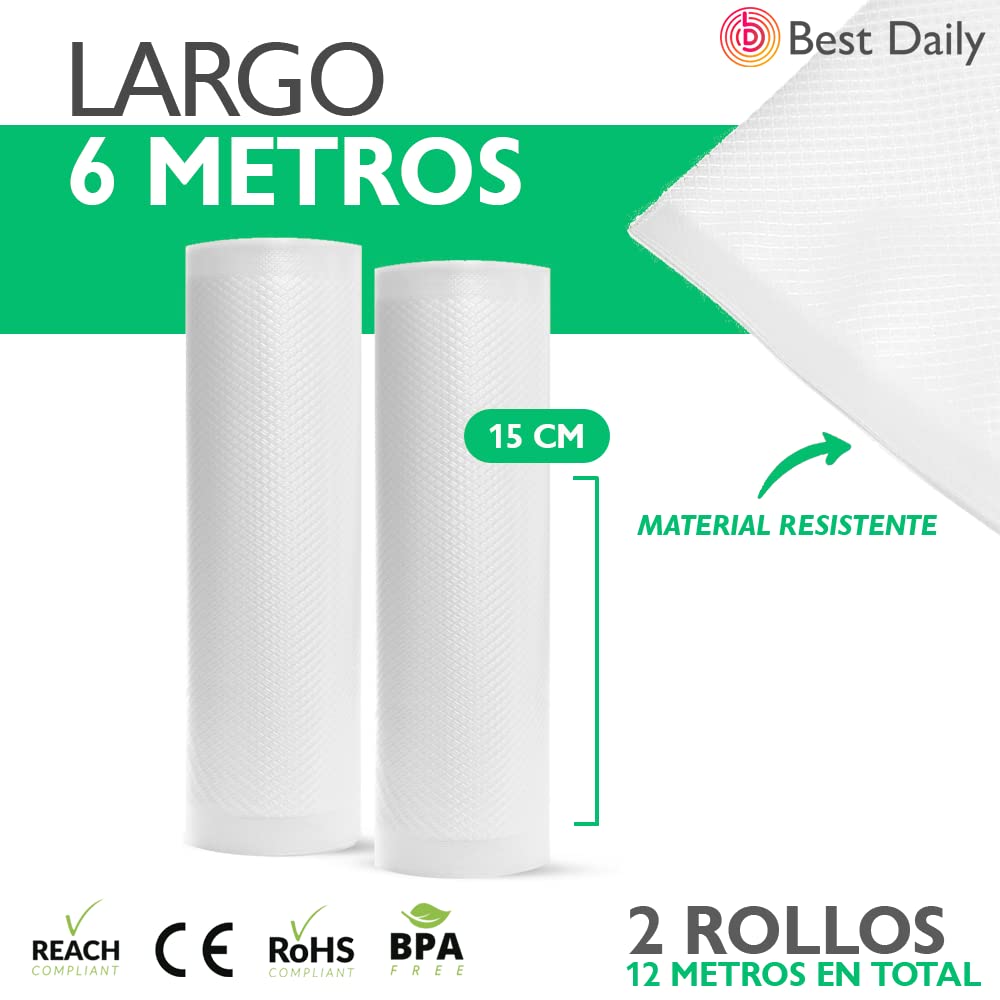 LARGO
Best Daily
6 METROS
15 CM
MATERIAL RESISTENTE
REACH
COMPLIANT
CE
RoHS
COMPLIANT
BPA
FREE
2 ROLLOS
12 METROS EN TOTAL